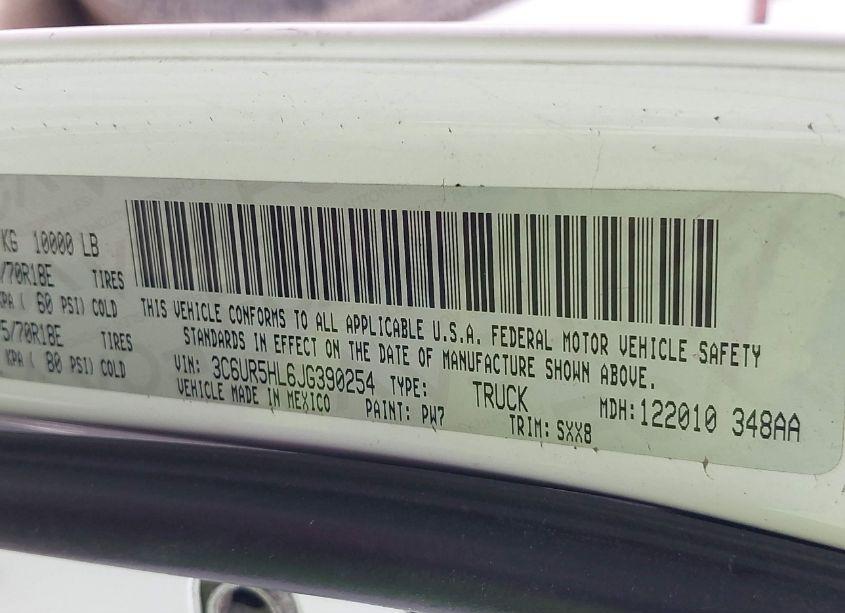 KG 10000 LB
/70R18E TIRES
KPA ( 60 PSI) COLD
5/70R18E TIRES
KPA ( 80 PSI) COLD
THIS VEHICLE CONFORMS TO ALL APPLICABLE U.S.A. FEDERAL MOTOR VEHICLE SAFETY
STANDARDS IN EFFECT ON THE DATE OF MANUFACTURE SHOWN ABOVE.
VIN: 3C6UR5HL6JG390254 TYPE: TRUCK MDH:122010 348AA
VEHICLE MADE IN MEXICO PAINT: PW7 TRIM: SXX8